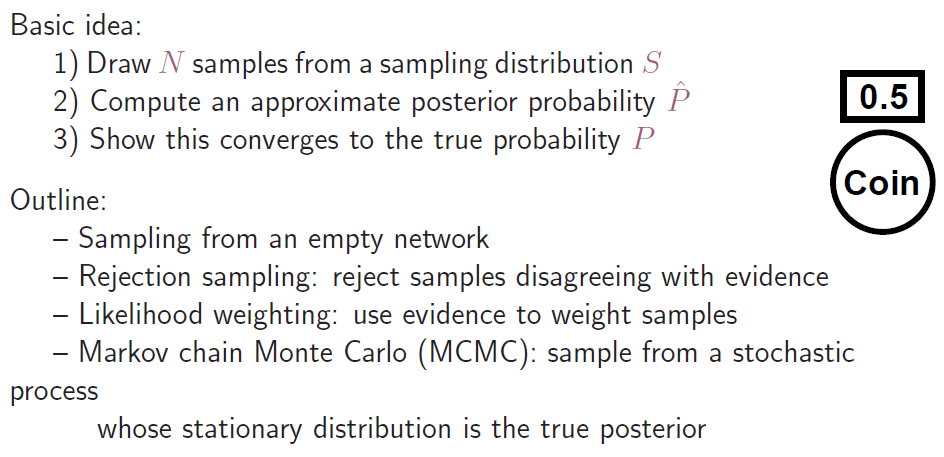 Basic idea:
1) Draw N samples from a sampling distribution S
2) Compute an approximate posterior probability P̂
3) Show this converges to the true probability P
0.5
Coin
Outline:
– Sampling from an empty network
– Rejection sampling: reject samples disagreeing with evidence
– Likelihood weighting: use evidence to weight samples
– Markov chain Monte Carlo (MCMC): sample from a stochastic
process
whose stationary distribution is the true posterior